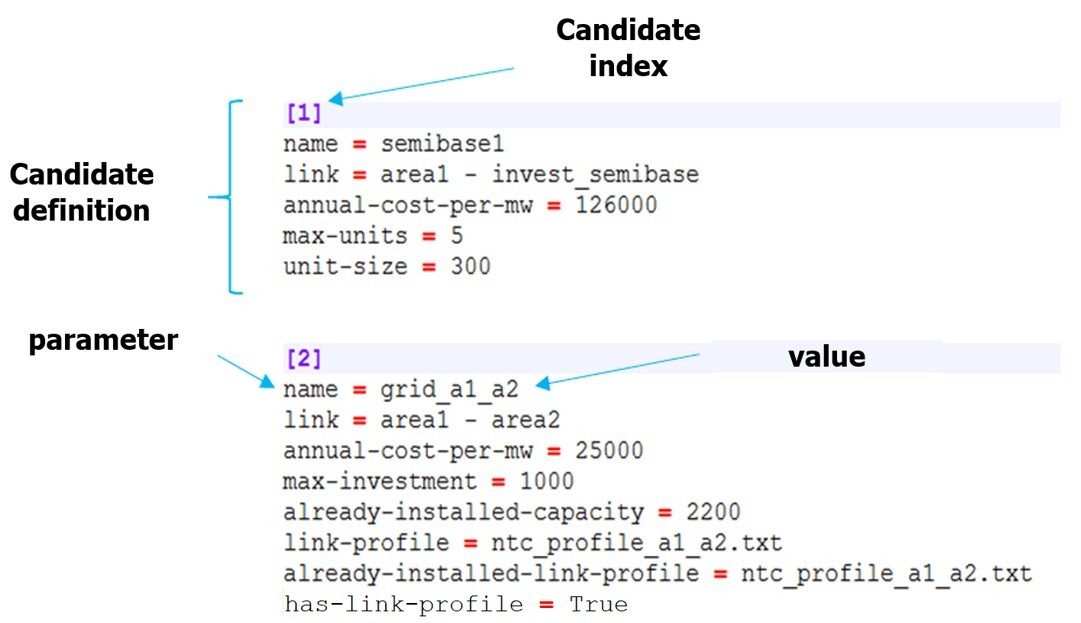 Candidate
index
[1]
name = semibase1
link = area1 - invest_semibase
annual-cost-per-mw = 126000
max-units = 5
unit-size = 300
Candidate
definition
parameter
value
[2]
name = grid_a1_a2
link = area1 - area2
annual-cost-per-mw = 25000
max-investment = 1000
already-installed-capacity = 2200
link-profile = ntc_profile_a1_a2.txt
already-installed-link-profile = ntc_profile_a1_a2.txt
has-link-profile = True